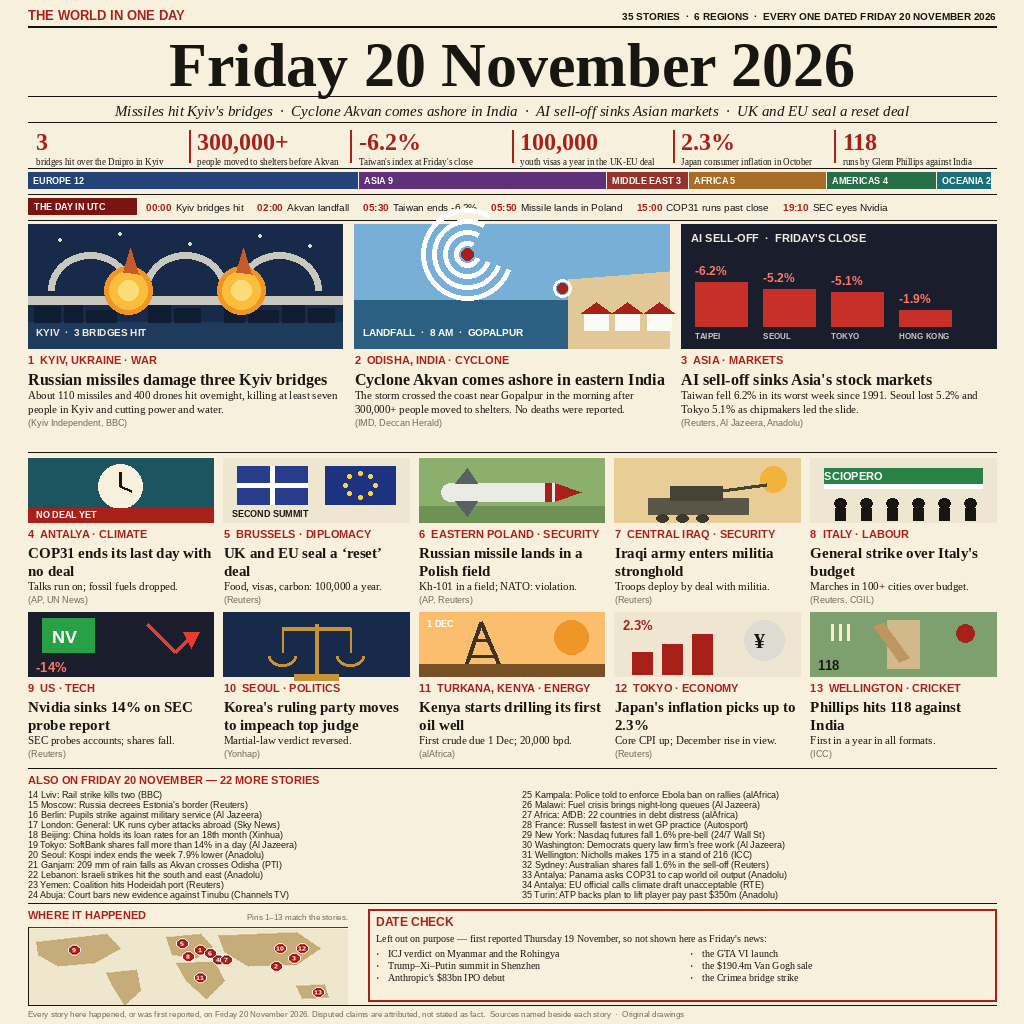 THE WORLD IN ONE DAY
35 STORIES · 6 REGIONS · EVERY ONE DATED FRIDAY 20 NOVEMBER 2026
Friday 20 November 2026
Missiles hit Kyiv's bridges · Cyclone Akvan comes ashore in India · AI sell-off sinks Asian markets · UK and EU seal a reset deal
3
bridges hit over the Dnipro in Kyiv
300,000+
people moved to shelters before Akvan
-6.2%
Taiwan's index at Friday's close
100,000
youth visas a year in the UK-EU deal
2.3%
Japan consumer inflation in October
118
runs by Glenn Phillips against India
EUROPE 12
ASIA 9
MIDDLE EAST 3
AFRICA 5
AMERICAS 4
OCEANIA 2
THE DAY IN UTC
00:00 Kyiv bridges hit
02:00 Akvan landfall
05:30 Taiwan ends -6.2%
05:50 Missile lands in Poland
15:00 COP31 runs past close
19:10 SEC eyes Nvidia
KYIV · 3 BRIDGES HIT
1 KYIV, UKRAINE · WAR
Russian missiles damage three Kyiv bridges
About 110 missiles and 400 drones hit overnight, killing at least seven
people in Kyiv and cutting power and water.
(Kyiv Independent, BBC)
LANDFALL · 8 AM · GOPALPUR
2 ODISHA, INDIA · CYCLONE
Cyclone Akvan comes ashore in eastern India
The storm crossed the coast near Gopalpur in the morning after
300,000+ people moved to shelters. No deaths were reported.
(IMD, Deccan Herald)
AI SELL-OFF · FRIDAY'S CLOSE
-6.2%
-5.2%
-5.1%
-1.9%
TAIPEI
SEOUL
TOKYO
HONG KONG
3 ASIA · MARKETS
AI sell-off sinks Asia's stock markets
Taiwan fell 6.2% in its worst week since 1991. Seoul lost 5.2% and
Tokyo 5.1% as chipmakers led the slide.
(Reuters, Al Jazeera, Anadolu)
NO DEAL YET
4 ANTALYA · CLIMATE
COP31 ends its last day with
no deal
Talks run on; fossil fuels dropped.
(AP, UN News)
SECOND SUMMIT
5 BRUSSELS · DIPLOMACY
UK and EU seal a ‘reset’
deal
Food, visas, carbon: 100,000 a year.
(Reuters)
6 EASTERN POLAND · SECURITY
Russian missile lands in a
Polish field
Kh-101 in a field; NATO: violation.
(AP, Reuters)
7 CENTRAL IRAQ · SECURITY
Iraqi army enters militia
stronghold
Troops deploy by deal with militia.
(Reuters)
SCIOPERO
8 ITALY · LABOUR
General strike over Italy's
budget
Marches in 100+ cities over budget.
(Reuters, CGIL)
NV
-14%
9 US · TECH
Nvidia sinks 14% on SEC
probe report
SEC probes accounts; shares fall.
(Reuters)
10 SEOUL · POLITICS
Korea's ruling party moves
to impeach top judge
Martial-law verdict reversed.
(Yonhap)
1 DEC
11 TURKANA, KENYA · ENERGY
Kenya starts drilling its first
oil well
First crude due 1 Dec; 20,000 bpd.
(alAfria)
2.3%
¥
12 TOKYO · ECONOMY
Japan's inflation picks up to
2.3%
Core CPI up; December rise in view.
(Reuters)
118
13 WELLINGTON · CRICKET
Phillips hits 118 against
India
First in a year in all formats.
(ICC)
ALSO ON FRIDAY 20 NOVEMBER — 22 MORE STORIES
14 Lviv: Rail strike kills two (BBC)
15 Moscow: Russia decrees Estonia's border (Reuters)
16 Berlin: Pupils strike against military service (Al Jazeera)
17 London: General: UK runs cyber attacks abroad (Sky News)
18 Beijing: China holds its loan rates for an 18th month (Xinhua)
19 Tokyo: SoftBank shares fall more than 14% in a day (Al Jazeera)
20 Seoul: Kospi index ends the week 7.9% lower (Anadolu)
21 Ganjam: 209 mm of rain falls as Akvan crosses Odisha (PTI)
22 Lebanon: Israeli strikes hit the south and east (Anadolu)
23 Yemen: Coalition hits Hodeidah port (Reuters)
24 Abuja: Court bars new evidence against Tinubu (Channels TV)
25 Kampala: Police told to enforce Ebola ban on rallies (alAfria)
26 Malawi: Fuel crisis brings night-long queues (Al Jazeera)
27 Africa: AfDB: 22 countries in debt distress (alAfria)
28 France: Russell fastest in wet GP practice (Autosport)
29 New York: Nasdaq futures fall 1.6% pre-bell (24/7 Wall St)
30 Washington: Democrats query law firm's free work (Al Jazeera)
31 Wellington: Nicholls makes 175 in a stand of 216 (ICC)
32 Sydney: Australian shares fall 1.6% in the sell-off (Reuters)
33 Antalya: Panama asks COP31 to cap world oil output (Anadolu)
34 Antalya: EU official calls climate draft unacceptable (RTE)
35 Turin: ATP backs plan to lift player pay past $350m (Anadolu)
WHERE IT HAPPENED
Pins 1–13 match the stories.
9
5
1
8
6
4
7
10
12
3
2
11
13
DATE CHECK
Left out on purpose — first reported Thursday 19 November, so not shown here as Friday's news:
· ICJ verdict on Myanmar and the Rohingya
· Trump–Xi–Putin summit in Shenzhen
· Anthropic's $83bn IPO debut
· the GTA VI launch
· the $190.4m Van Gogh sale
· the Crimea bridge strike
Every story here happened, or was first reported, on Friday 20 November 2026. Disputed claims are attributed, not stated as fact. Sources named beside each story · Original drawings